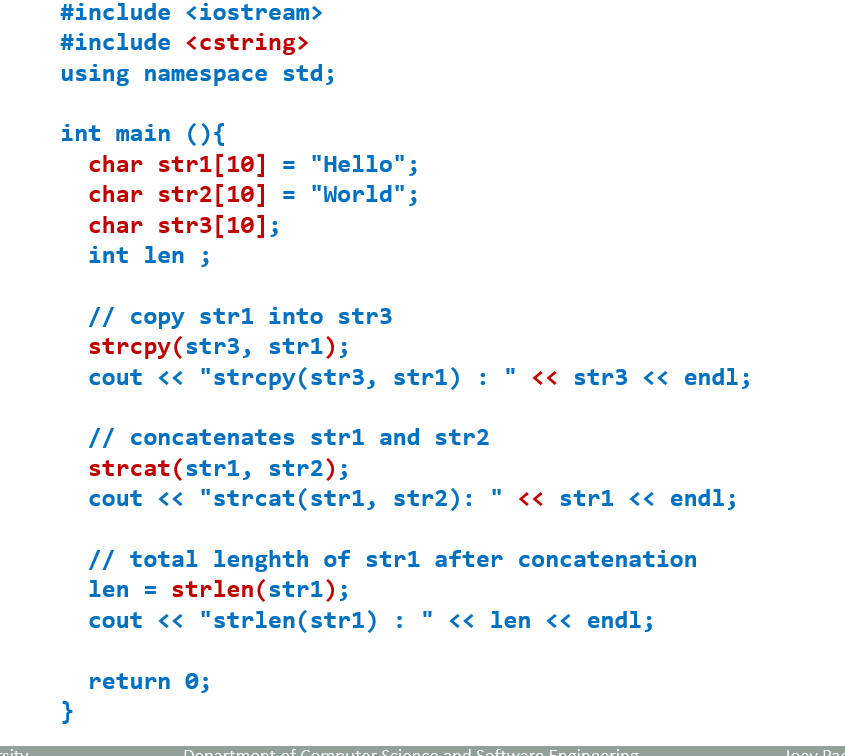 #include <iostream>
#include <cstring>
using namespace std;
int main (){
char str1[10] = "Hello";
char str2[10] = "World";
char str3[10];
int len ;
// copy str1 into str3
strcpy(str3, str1);
cout << "strcpy(str3, str1) : " << str3 << endl;
// concatenates str1 and str2
strcat(str1, str2);
cout << "strcat(str1, str2): " << str1 << endl;
// total lenghth of str1 after concatenation
len = strlen(str1);
cout << "strlen(str1) : " << len << endl;
return 0;
}
Department of Computer Science and Software Engineering